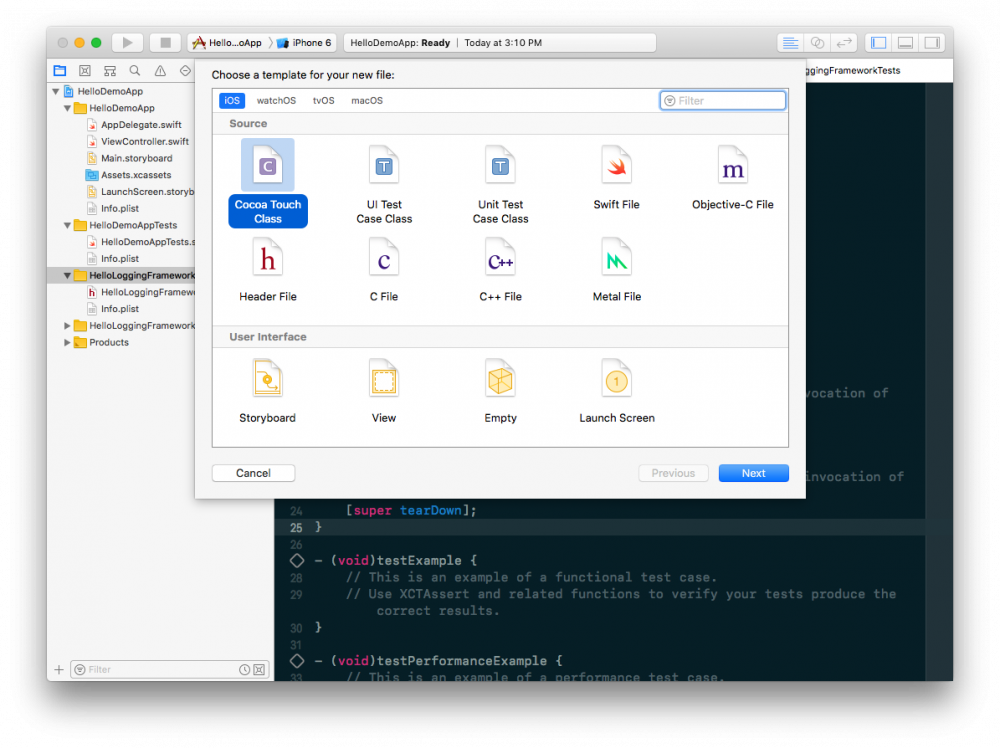 Hello...oApp
iPhone 6
HelloDemoApp: Ready | Today at 3:10 PM
ggingFrameworkTests
HelloDemoApp
HelloDemoApp
AppDelegate.swift
ViewController.swift
Main.storyboard
Assets.xcassets
LaunchScreen.storyb
Info.plist
HelloDemoAppTests
HelloDemoAppTests.s
Info.plist
HelloLoggingFramework
HelloLoggingFramew
Info.plist
HelloLoggingFramework
Products
Filter
Choose a template for your new file:
iOS watchOS tvOS macOS
Filter
Source
C
Cocoa Touch
Class
T
UI Test
Case Class
T
Unit Test
Case Class
Swift File
m
Objective-C File
h
Header File
c
C File
C++
C++ File
Metal File
User Interface
Storyboard
View
Empty
1
Launch Screen
Cancel
Previous
Next
vocation of
invocation of
24 [super tearDown];
25 }
26
- (void)testExample {
28 // This is an example of a functional test case.
29 // Use XCTAssert and related functions to verify your tests produce the
correct results.
30 }
31
- (void)testPerformanceExample {
33 // This is an example of a performance test case.